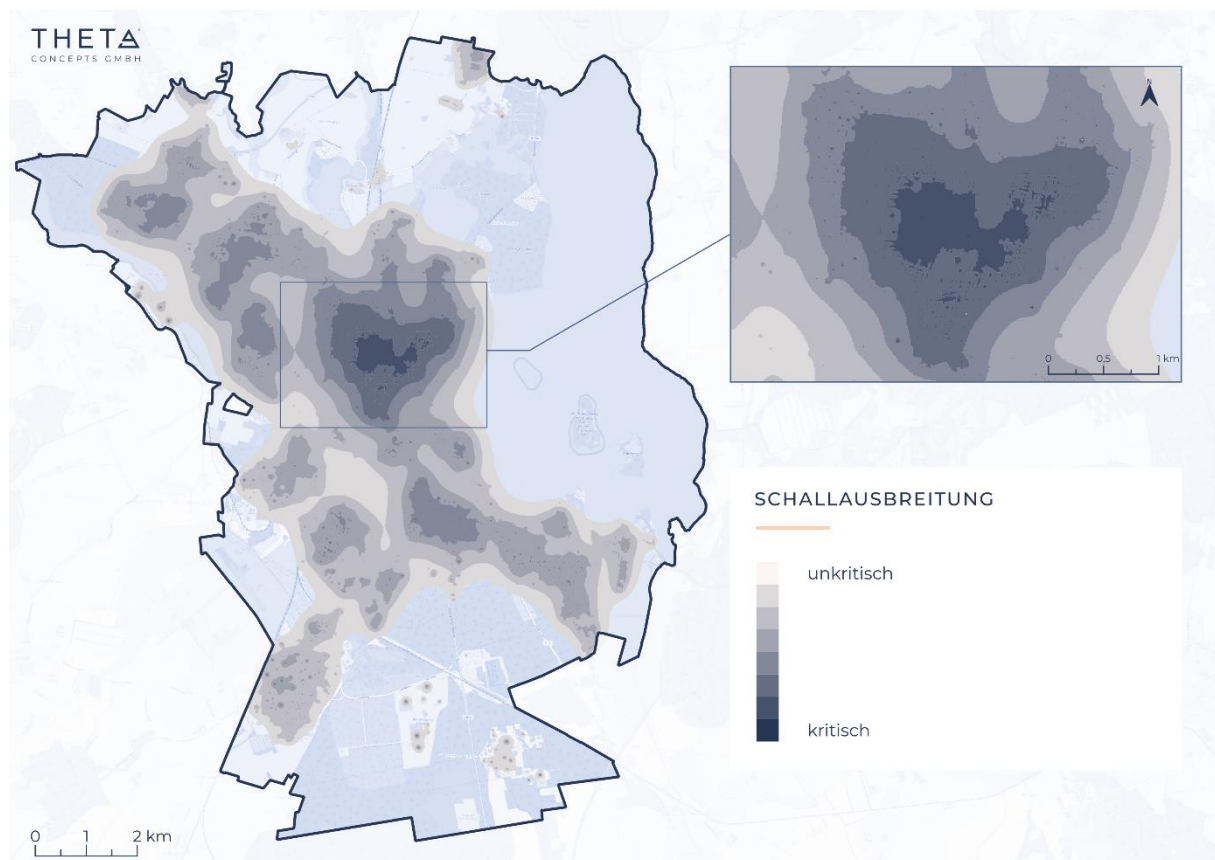 THETA
CONCEPTS GMBH
N
0 0,5 1 km
SCHALLAUSBREITUNG
unkritisch
kritisch
0 1 2 km